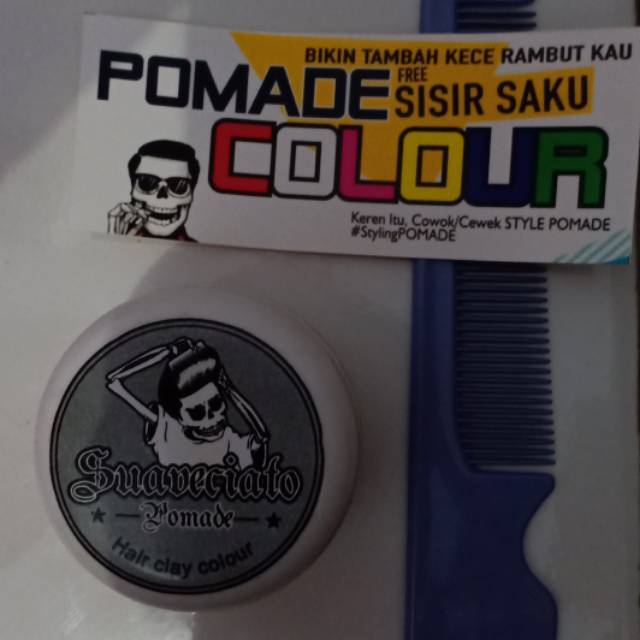 BIKIN TAMBAH KECE RAMBUT KAU
POMADE FREE SISIR SAKU
COLOUR
Keren Itu, Cowok/Cewek STYLE POMADE
#StylingPOMADE
Suaveciato
Pomade
Hair clay colour